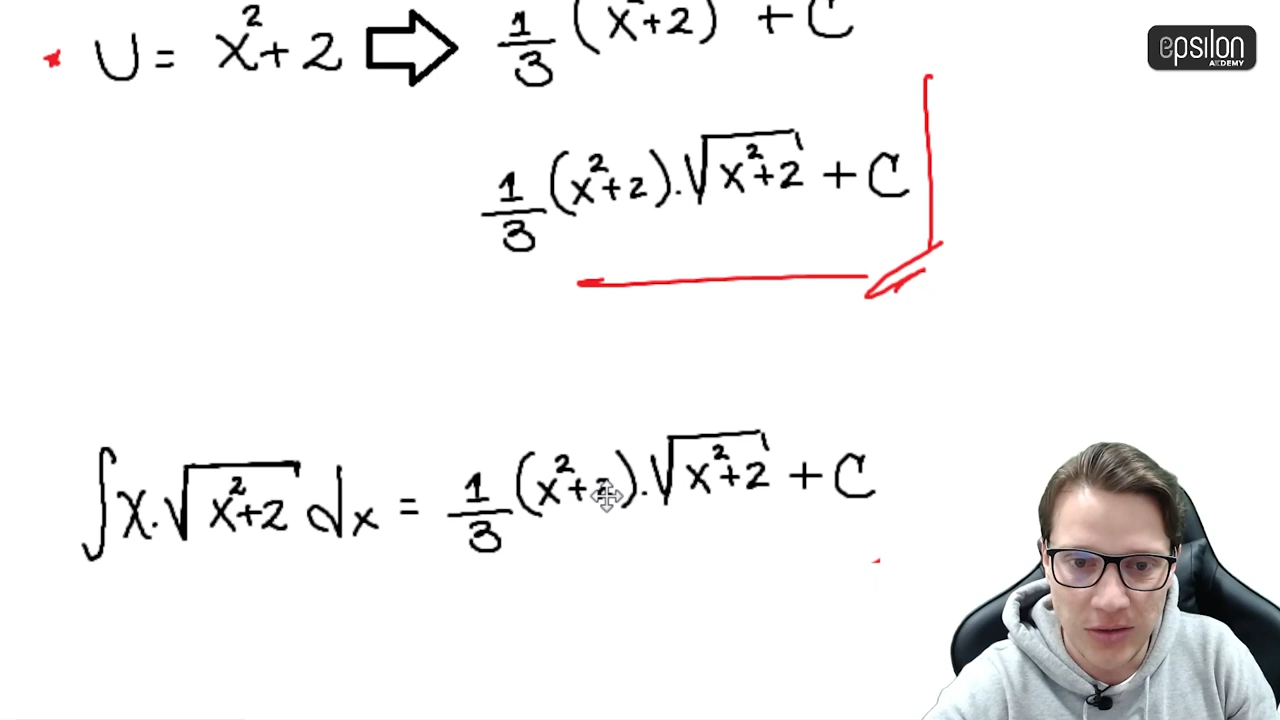 epsilon
AKDEMY
* U = x²+2 ⇨ 1/3 (x²+2) + C
1/3 (x²+2).√(x²+2) + C
∫x.√(x²+2) dx = 1/3 (x²+2).√(x²+2) + C